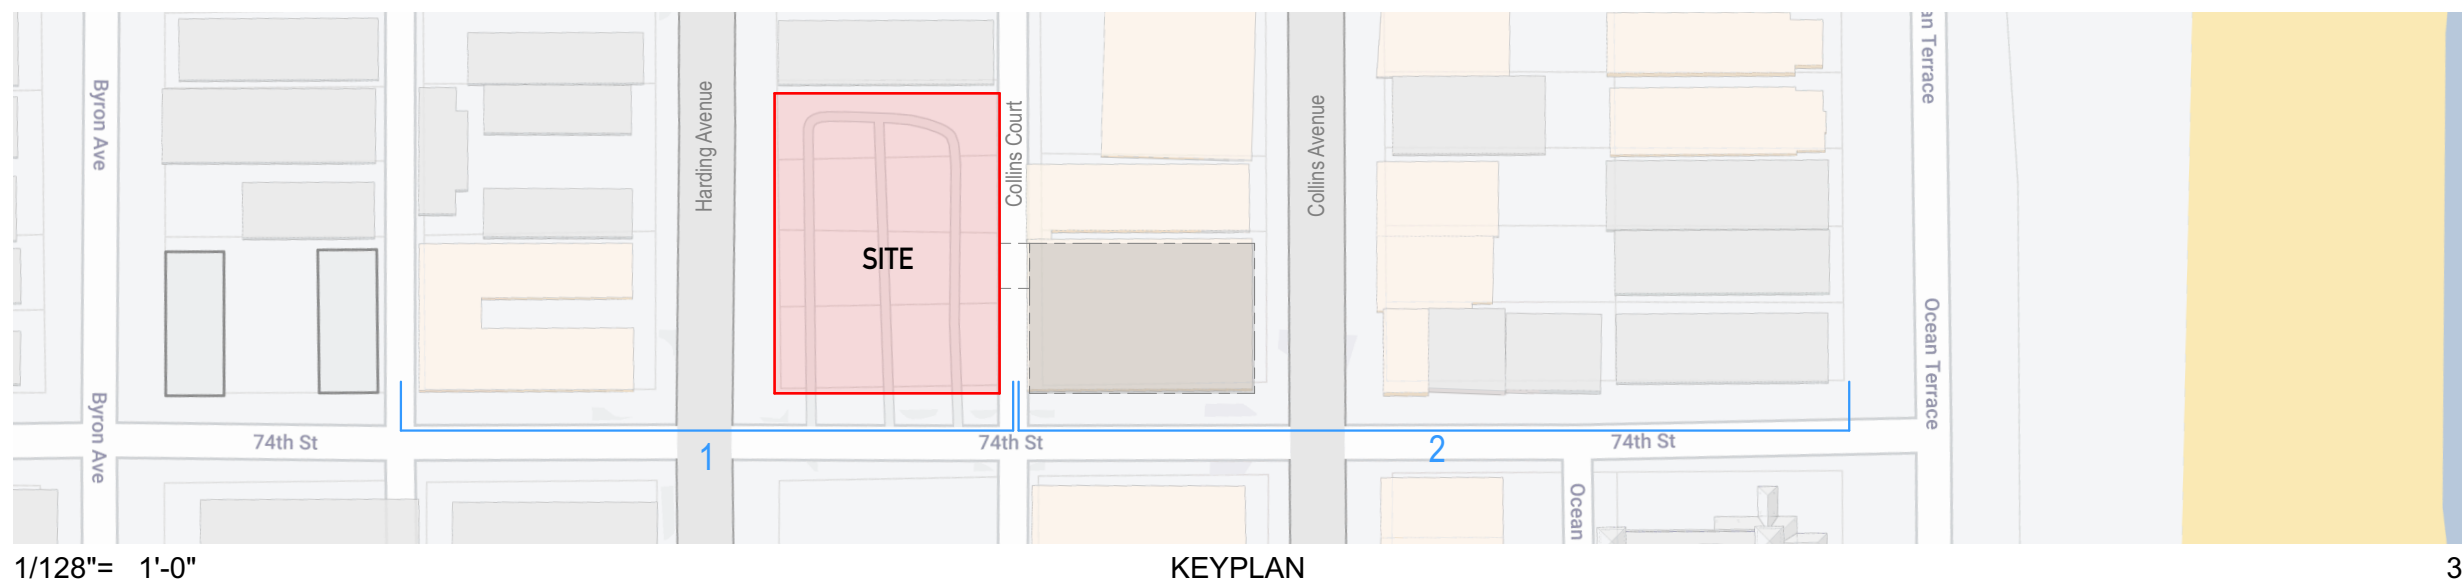 Byron Ave
Harding Avenue
Collins Court
Collins Avenue
an Terrace
SITE
Ocean Terrace
Byron Ave
74th St
1
74th St
2
74th St
Ocean
1/128"= 1'-0"
KEYPLAN
3